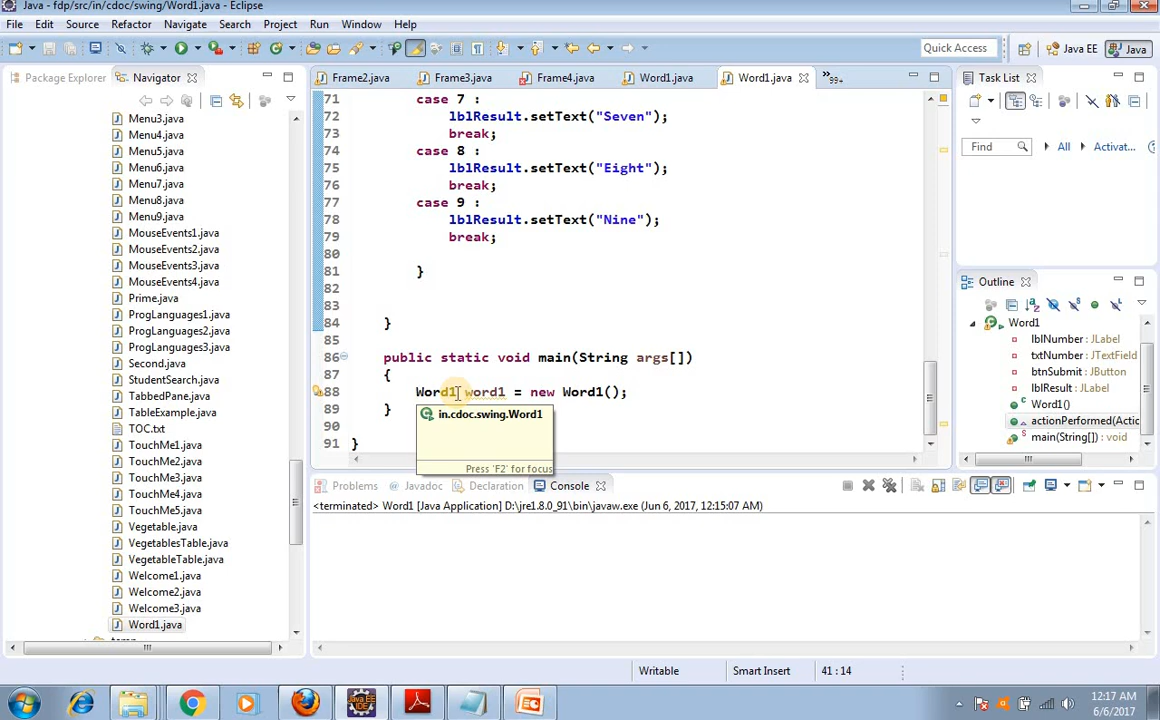 Java - fdp/src/in/cdoc/swing/Word1.java - Eclipse
File Edit Source Refactor Navigate Search Project Run Window Help
Quick Access
Java EE
Java
Package Explorer
Navigator
Frame2.java
Frame3.java
Frame4.java
Word1.java
Word1.java
»99+
Task List
Menu3.java
Menu4.java
Menu5.java
Menu6.java
Menu7.java
Menu8.java
Menu9.java
MouseEvents1.java
MouseEvents2.java
MouseEvents3.java
MouseEvents4.java
Prime.java
ProgLanguages1.java
ProgLanguages2.java
ProgLanguages3.java
Second.java
StudentSearch.java
TabbedPane.java
TableExample.java
TOC.txt
TouchMe1.java
TouchMe2.java
TouchMe3.java
TouchMe4.java
TouchMe5.java
Vegetable.java
VegetablesTable.java
VegetableTable.java
Welcome1.java
Welcome2.java
Welcome3.java
Word1.java
71 case 7 :
72 lblResult.setText("Seven");
73 break;
74 case 8 :
75 lblResult.setText("Eight");
76 break;
77 case 9 :
78 lblResult.setText("Nine");
79 break;
80
81 }
82
83
84 }
85
86 public static void main(String args[])
87 {
88 Word1 word1 = new Word1();
89 }
90
91 }
in.cdoc.swing.Word1
Press 'F2' for focus
Find
All
Activat...
Outline
Word1
lblNumber : JLabel
txtNumber : JTextField
btnSubmit : JButton
lblResult : JLabel
Word1()
actionPerformed(Actic
main(String[]) : void
Problems
Javadoc
Declaration
Console
<terminated> Word1 [Java Application] D:\jre1.8.0_91\bin\javaw.exe (Jun 6, 2017, 12:15:07 AM)
Writable
Smart Insert
41 : 14
12:17 AM
6/6/2017